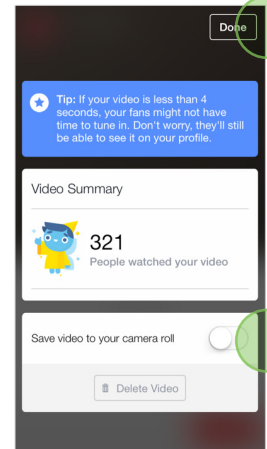 Done
Tip: If your video is less than 4
seconds, your fans might not have
time to tune in. Don't worry, they'll still
be able to see it on your profile.
Video Summary
321
People watched your video
Save video to your camera roll
Delete Video